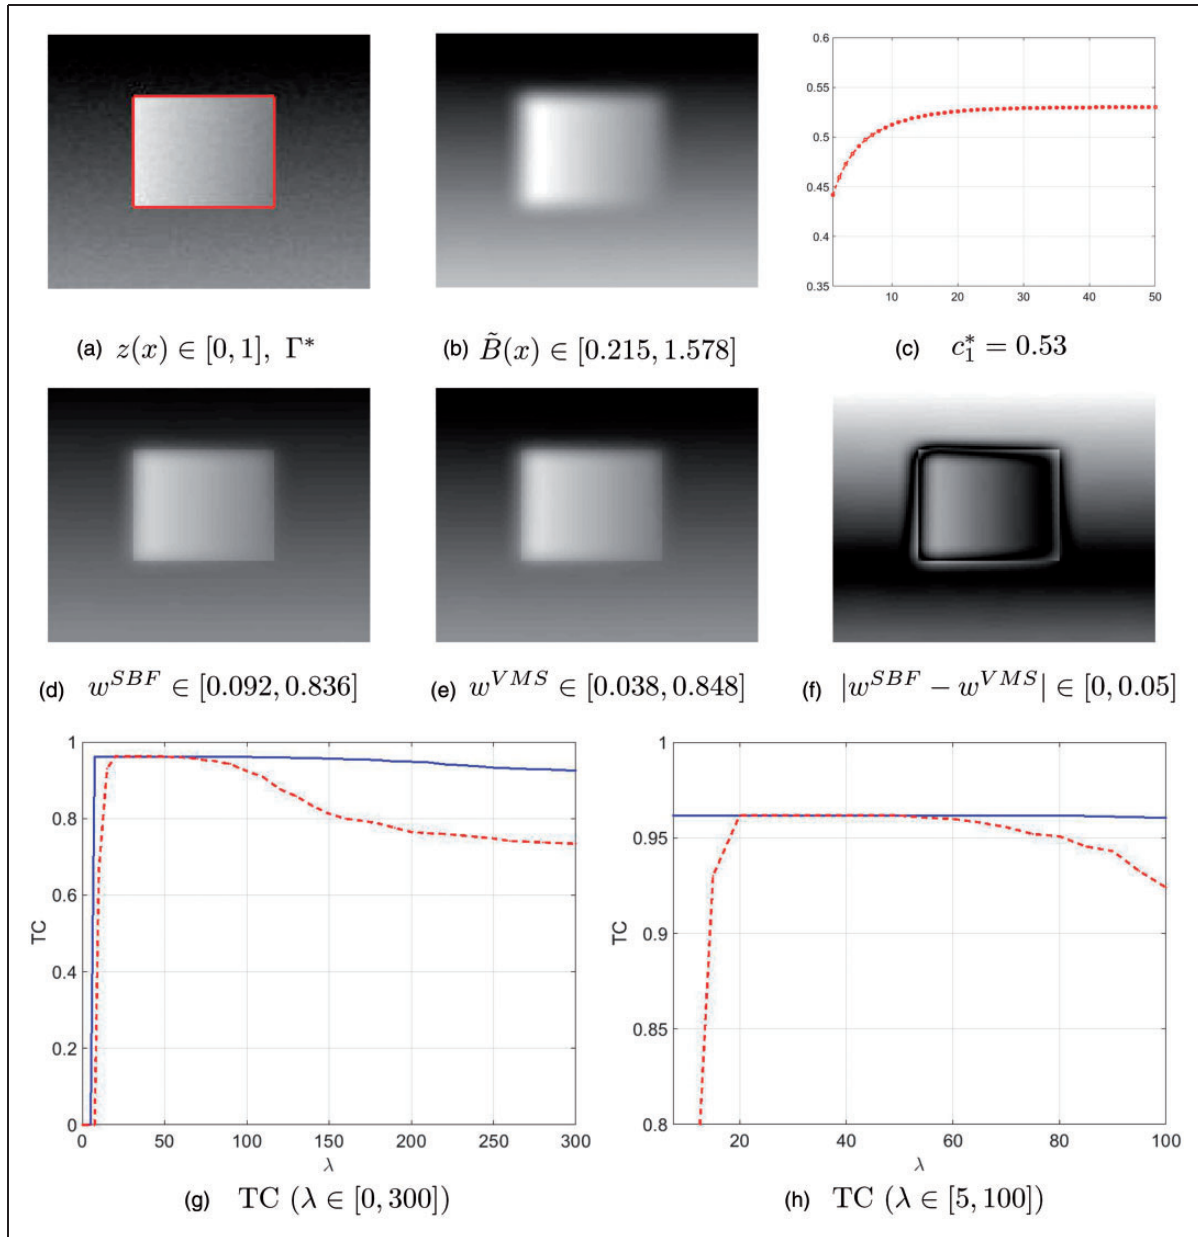 0.6
0.55
0.5
0.45
0.4
0.35
10 20 30 40 50
(a) z(x) ∈ [0, 1], Γ*
(b) B̃(x) ∈ [0.215, 1.578]
(c) c₁* = 0.53
(d) w^{SBF} ∈ [0.092, 0.836]
(e) w^{VMS} ∈ [0.038, 0.848]
(f) |w^{SBF} − w^{VMS}| ∈ [0, 0.05]
1
0.8
0.6
0.4
0.2
0
TC
0 50 100 150 200 250 300
λ
(g) TC (λ ∈ [0, 300])
1
0.95
0.9
0.85
0.8
TC
20 40 60 80 100
λ
(h) TC (λ ∈ [5, 100])